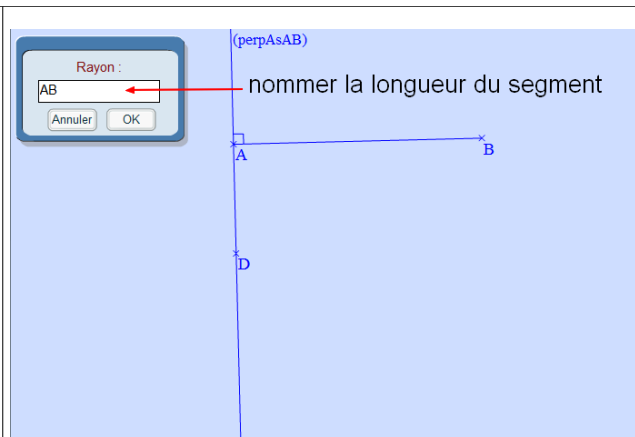 (perpAsAB)
Rayon :
AB
nommer la longueur du segment
Annuler OK
A
B
D